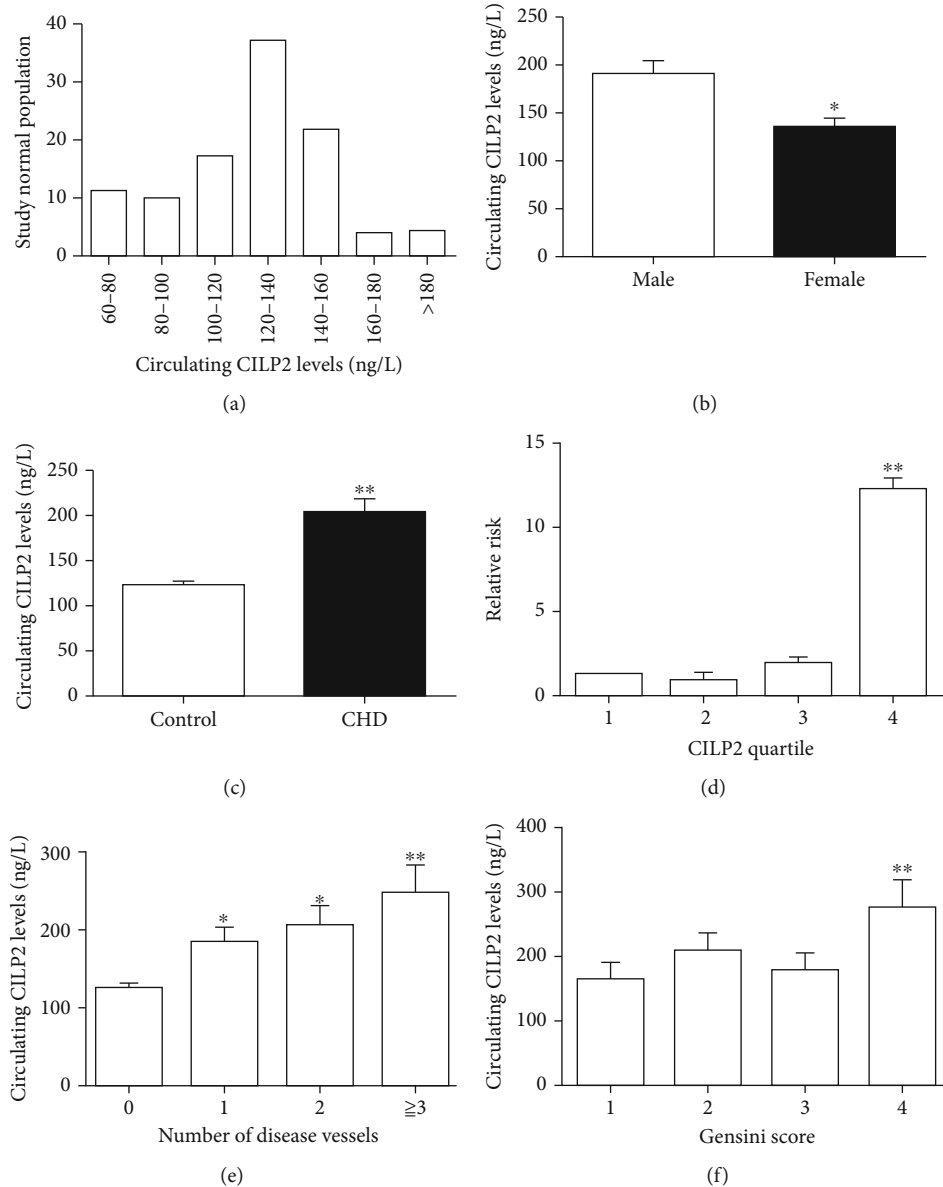 Study normal population
40
30
20
10
0
60–80
80–100
100–120
120–140
140–160
160–180
>180
Circulating CILP2 levels (ng/L)
(a)
Circulating CILP2 levels (ng/L)
250
200
150
100
50
0
*
Male
Female
(b)
Circulating CILP2 levels (ng/L)
250
200
150
100
50
0
**
Control
CHD
(c)
Relative risk
15
10
5
0
**
1
2
3
4
CILP2 quartile
(d)
Circulating CILP2 levels (ng/L)
300
200
100
0
*
*
**
0
1
2
≧3
Number of disease vessels
(e)
Circulating CILP2 levels (ng/L)
400
300
200
100
0
**
1
2
3
4
Gensini score
(f)